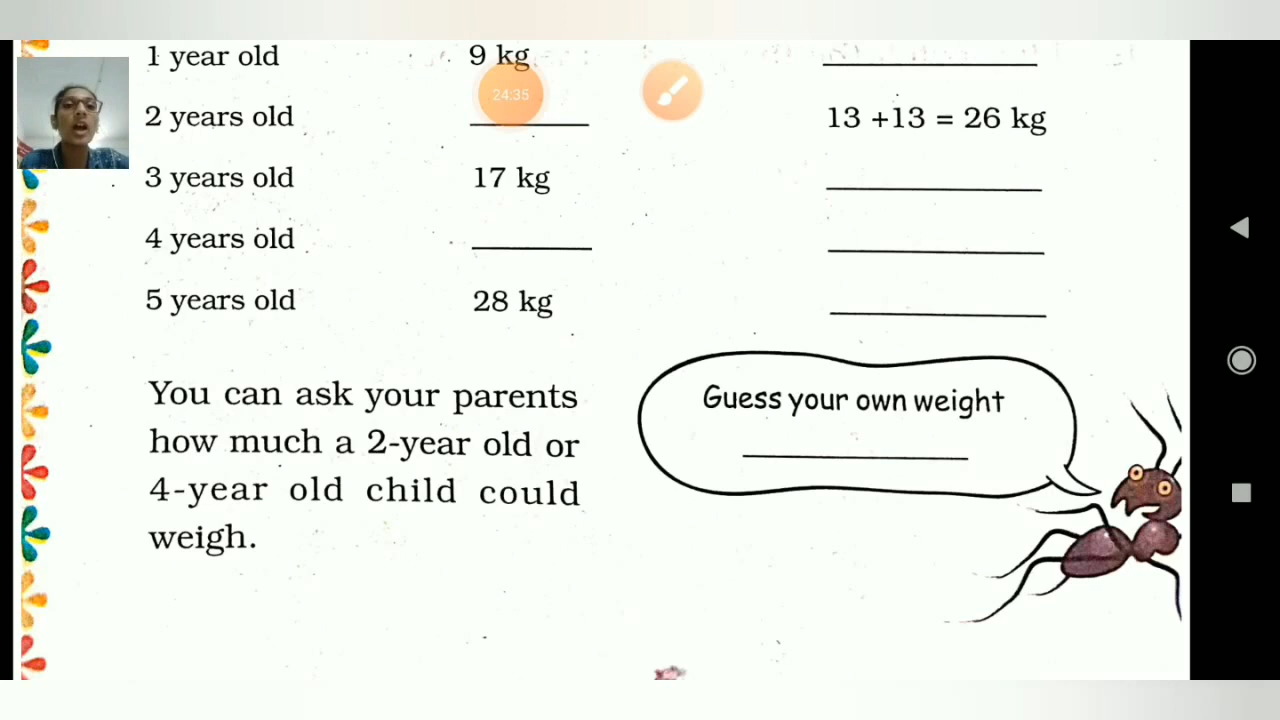 1 year old 9 kg
24:35
2 years old 13 +13 = 26 kg
3 years old 17 kg
4 years old
5 years old 28 kg
You can ask your parents
how much a 2-year old or
4-year old child could
weigh.
Guess your own weight